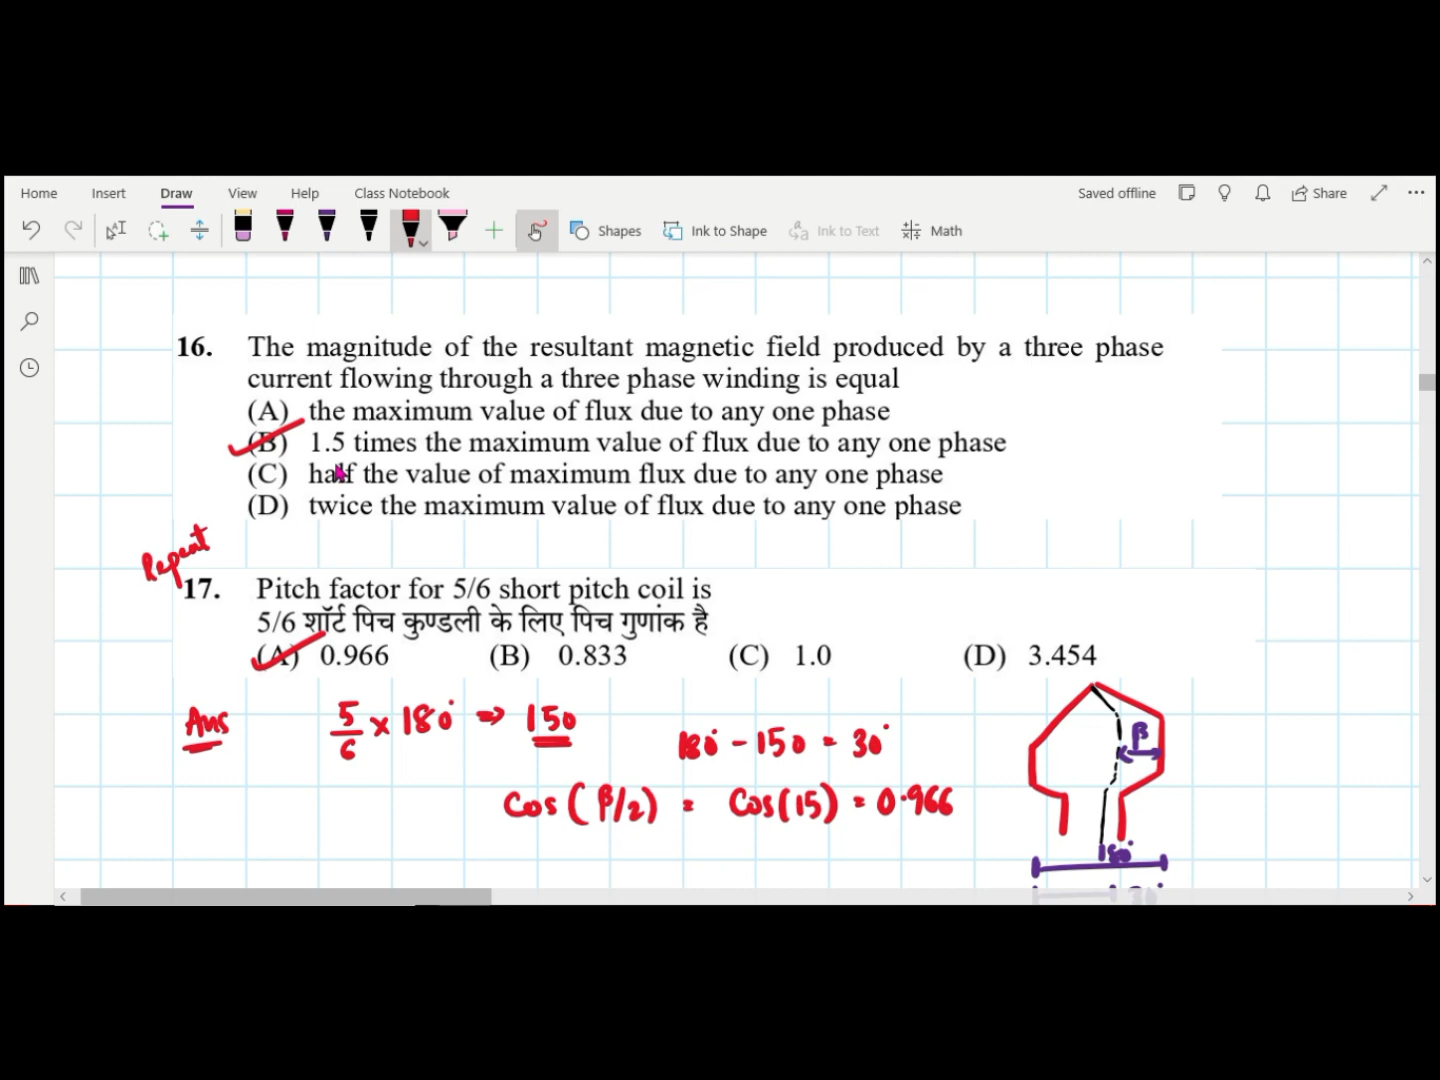 Home Insert Draw View Help Class Notebook Saved offline Share
Shapes Ink to Shape Ink to Text Math
16. The magnitude of the resultant magnetic field produced by a three phase
current flowing through a three phase winding is equal
(A) the maximum value of flux due to any one phase
(B) 1.5 times the maximum value of flux due to any one phase
(C) half the value of maximum flux due to any one phase
(D) twice the maximum value of flux due to any one phase
Repeat
17. Pitch factor for 5/6 short pitch coil is
5/6 शॉर्ट पिच कुण्डली के लिए पिच गुणांक है
(A) 0.966 (B) 0.833 (C) 1.0 (D) 3.454
Ans 5/6 × 180° ⇒ 150
180° - 150 = 30°
β
Cos(β/2) = Cos(15) = 0.966
180°
30°